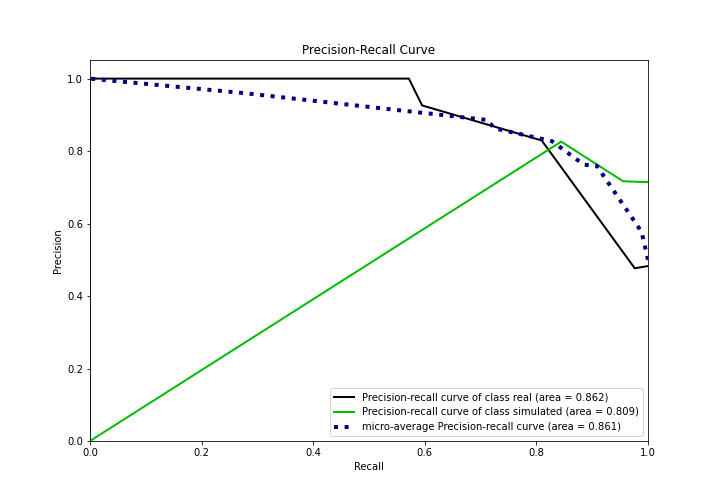 Precision-Recall Curve
1.0
0.8
0.6
0.4
0.2
0.0
Precision
Precision-recall curve of class real (area = 0.862)
Precision-recall curve of class simulated (area = 0.809)
micro-average Precision-recall curve (area = 0.861)
0.0 0.2 0.4 0.6 0.8 1.0
Recall